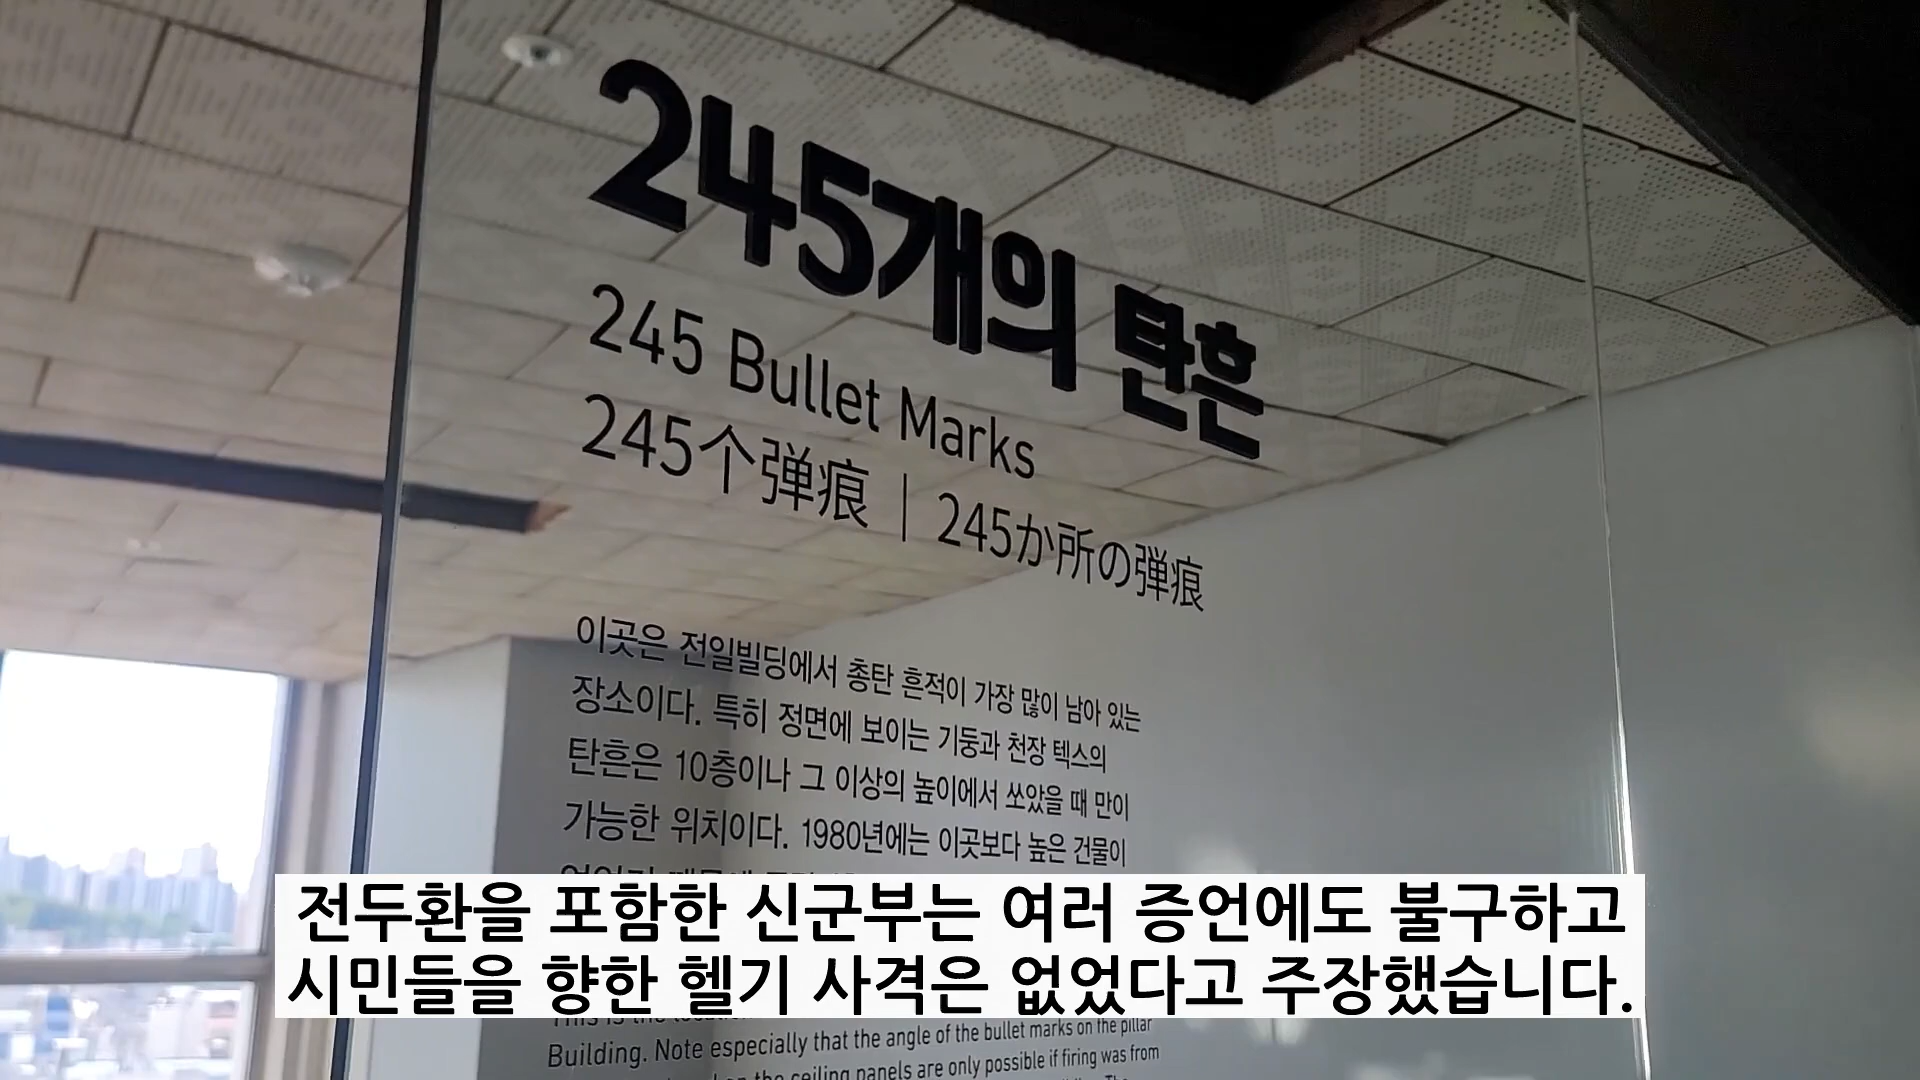 245개의 탄흔
245 Bullet Marks
245个弹痕 | 245か所の弾痕
이곳은 전일빌딩에서 총탄 흔적이 가장 많이 남아 있는
장소이다. 특히 정면에 보이는 기둥과 천장 텍스의
탄흔은 10층이나 그 이상의 높이에서 쏘았을 때 만이
가능한 위치이다. 1980년에는 이곳보다 높은 건물이
전두환을 포함한 신군부는 여러 증언에도 불구하고
시민들을 향한 헬기 사격은 없었다고 주장했습니다.
This is the
Building. Note especially that the angle of the bullet marks on the pillar
ceiling panels are only possible if firing was from